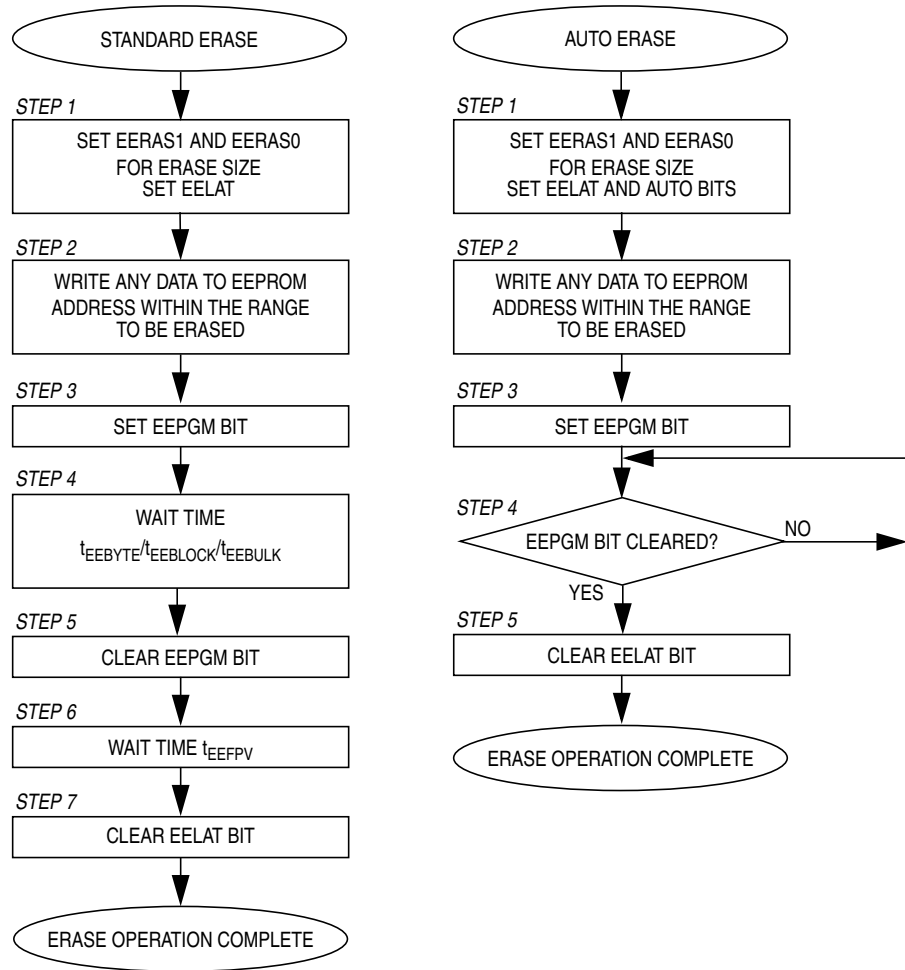 STANDARD ERASE
STEP 1
SET EERAS1 AND EERAS0
FOR ERASE SIZE
SET EELAT
STEP 2
WRITE ANY DATA TO EEPROM
ADDRESS WITHIN THE RANGE
TO BE ERASED
STEP 3
SET EEPGM BIT
STEP 4
WAIT TIME
tEEBYTE/tEEBLOCK/tEEBULK
STEP 5
CLEAR EEPGM BIT
STEP 6
WAIT TIME tEEFPV
STEP 7
CLEAR EELAT BIT
ERASE OPERATION COMPLETE
AUTO ERASE
STEP 1
SET EERAS1 AND EERAS0
FOR ERASE SIZE
SET EELAT AND AUTO BITS
STEP 2
WRITE ANY DATA TO EEPROM
ADDRESS WITHIN THE RANGE
TO BE ERASED
STEP 3
SET EEPGM BIT
STEP 4
EEPGM BIT CLEARED?
NO
YES
STEP 5
CLEAR EELAT BIT
ERASE OPERATION COMPLETE